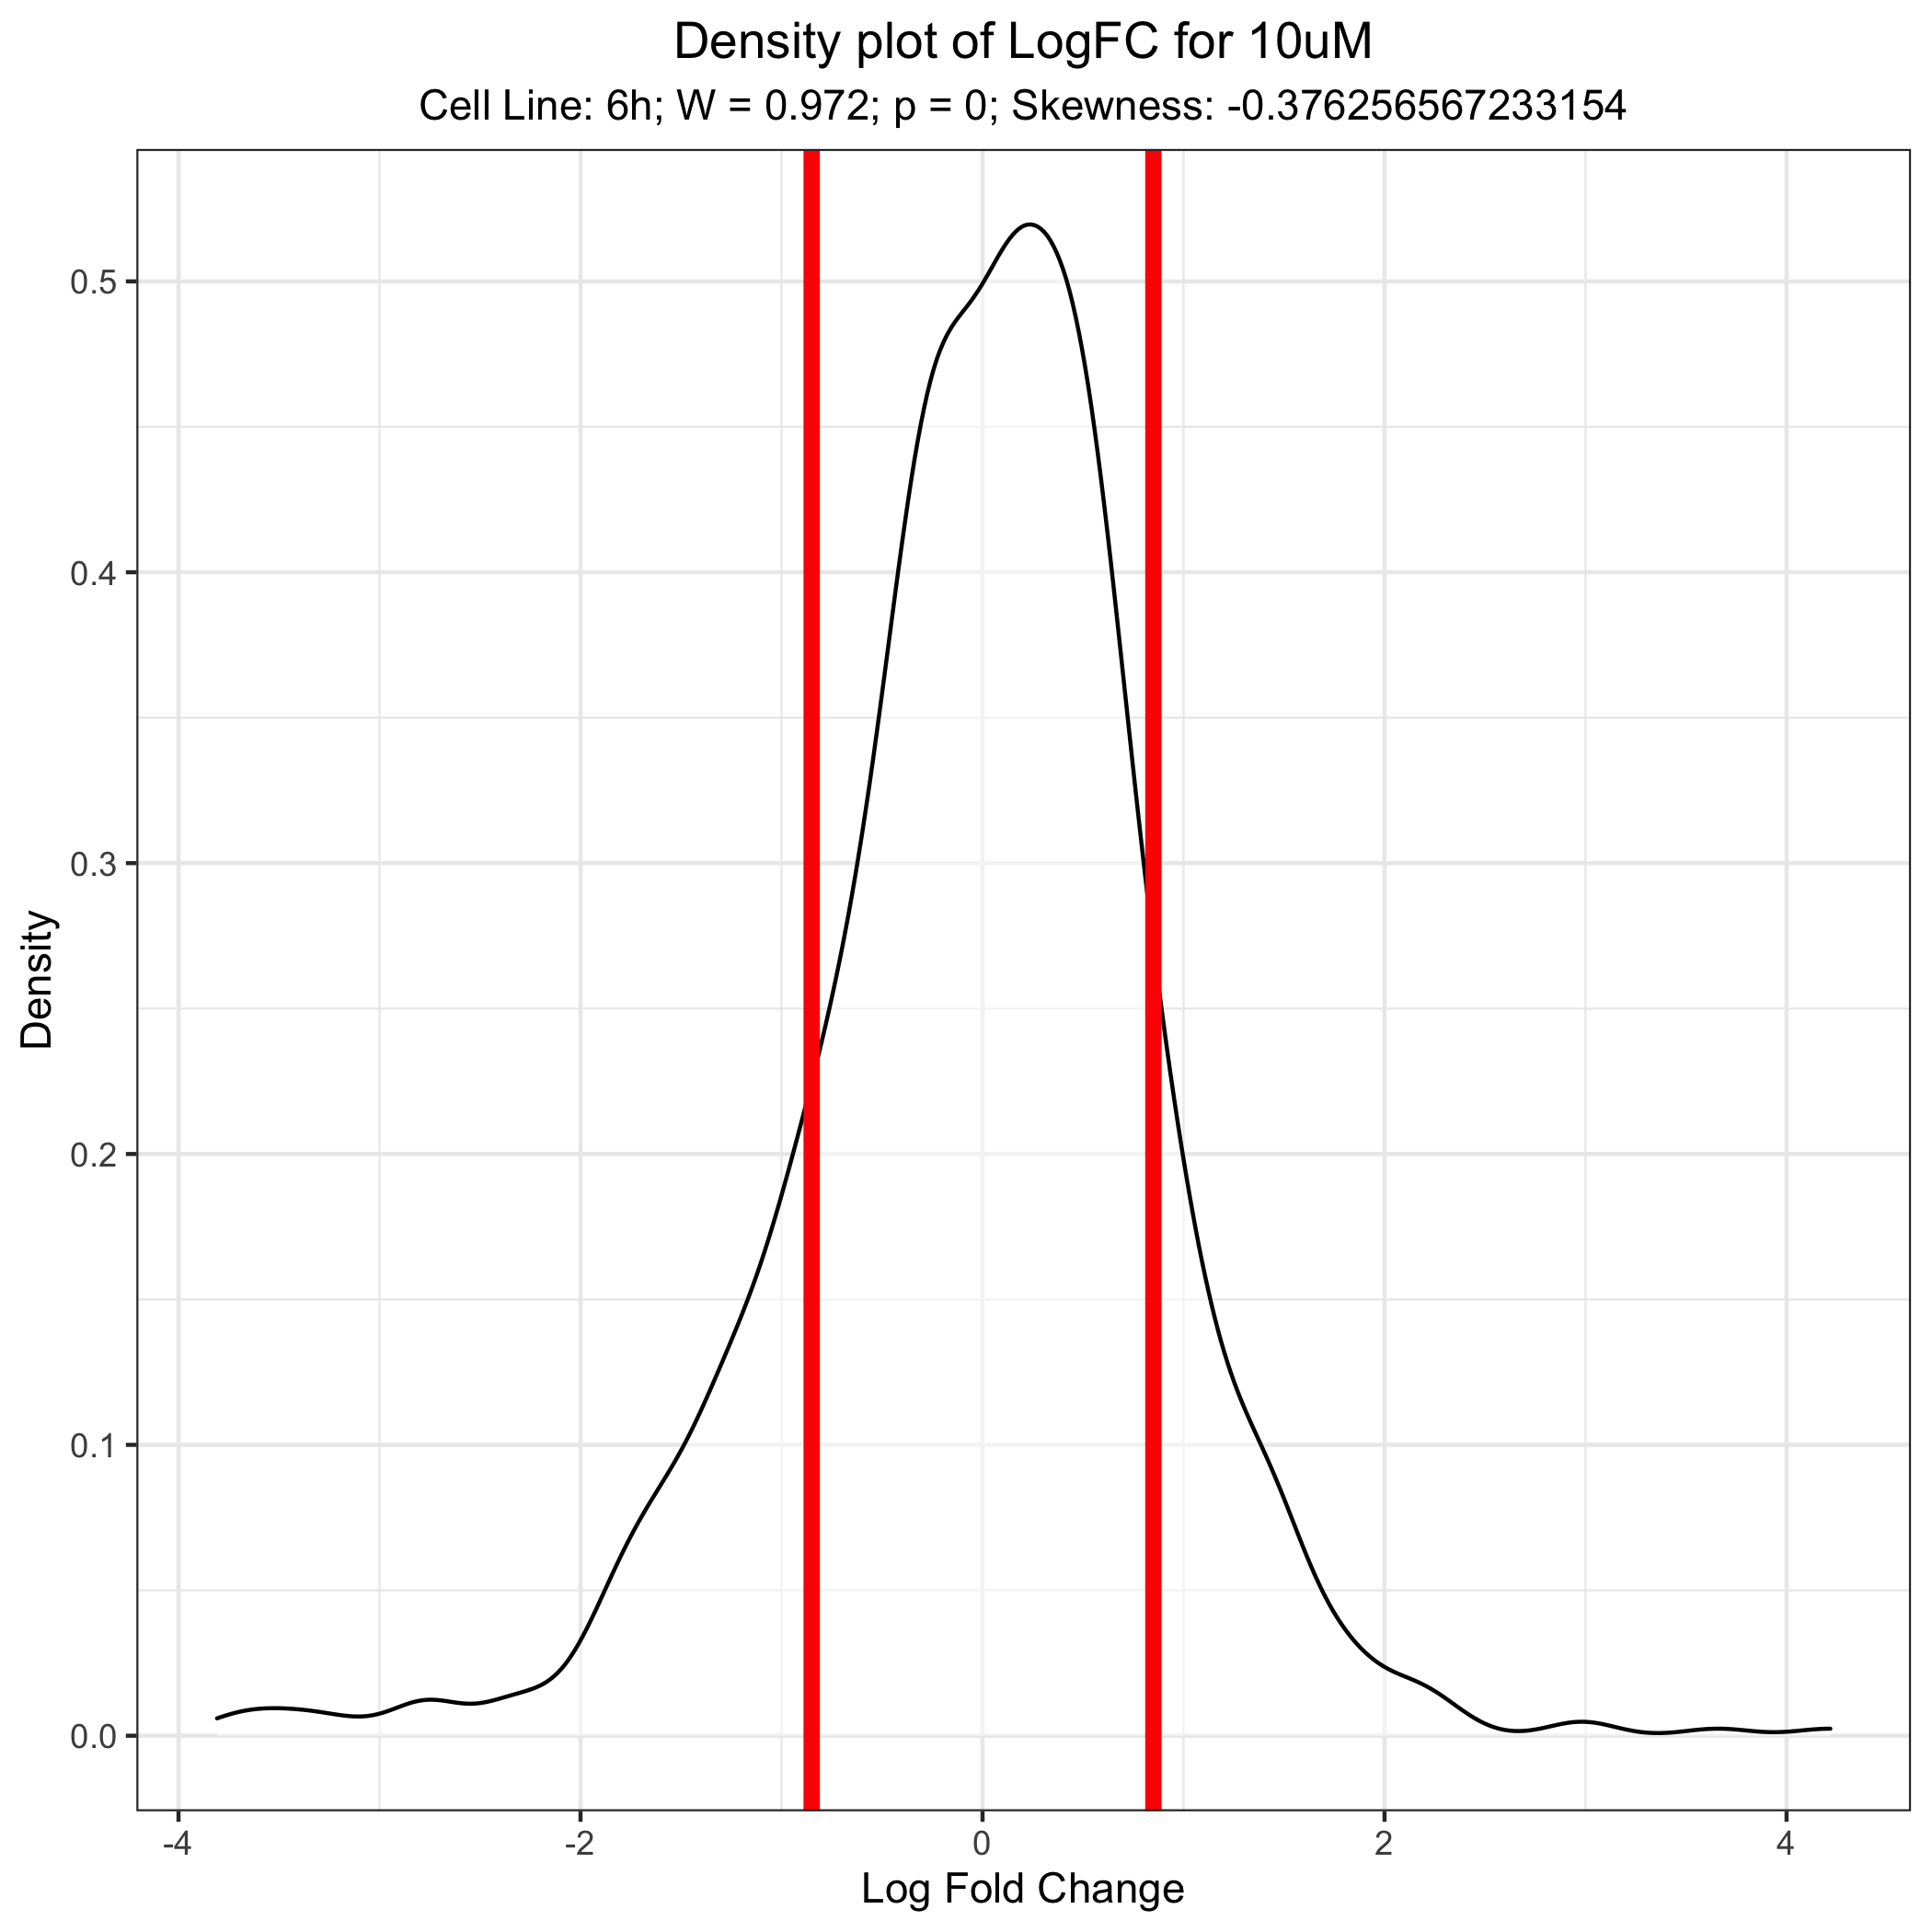 Density plot of LogFC for 10uM
Cell Line: 6h; W = 0.972; p = 0; Skewness: -0.376256567233154
0.5
0.4
0.3
0.2
0.1
0.0
Density
-4 -2 0 2 4
Log Fold Change